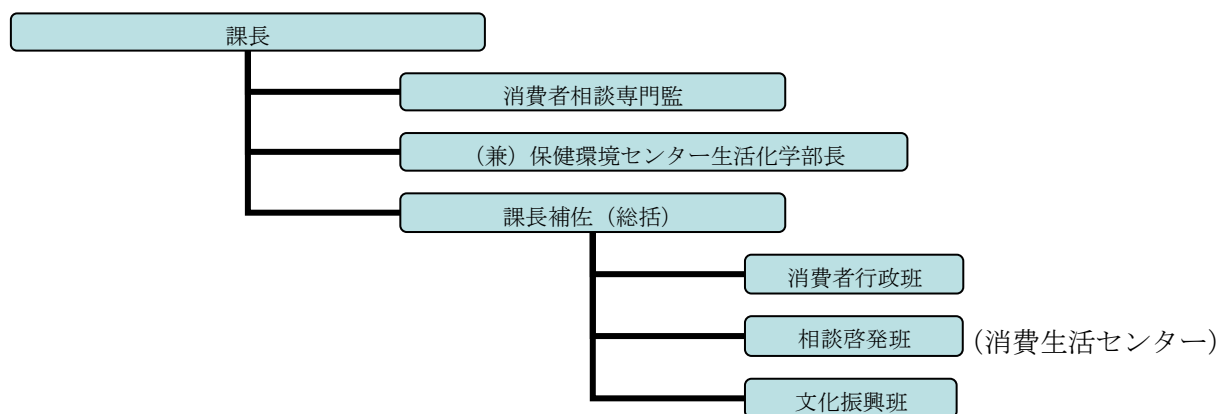 課長
消費者相談専門監
（兼）保健環境センター生活化学部長
課長補佐（総括）
消費者行政班
相談啓発班 （消費生活センター）
文化振興班